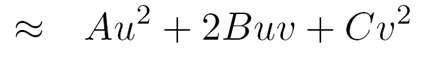 ≈ Au² + 2Buv + Cv²